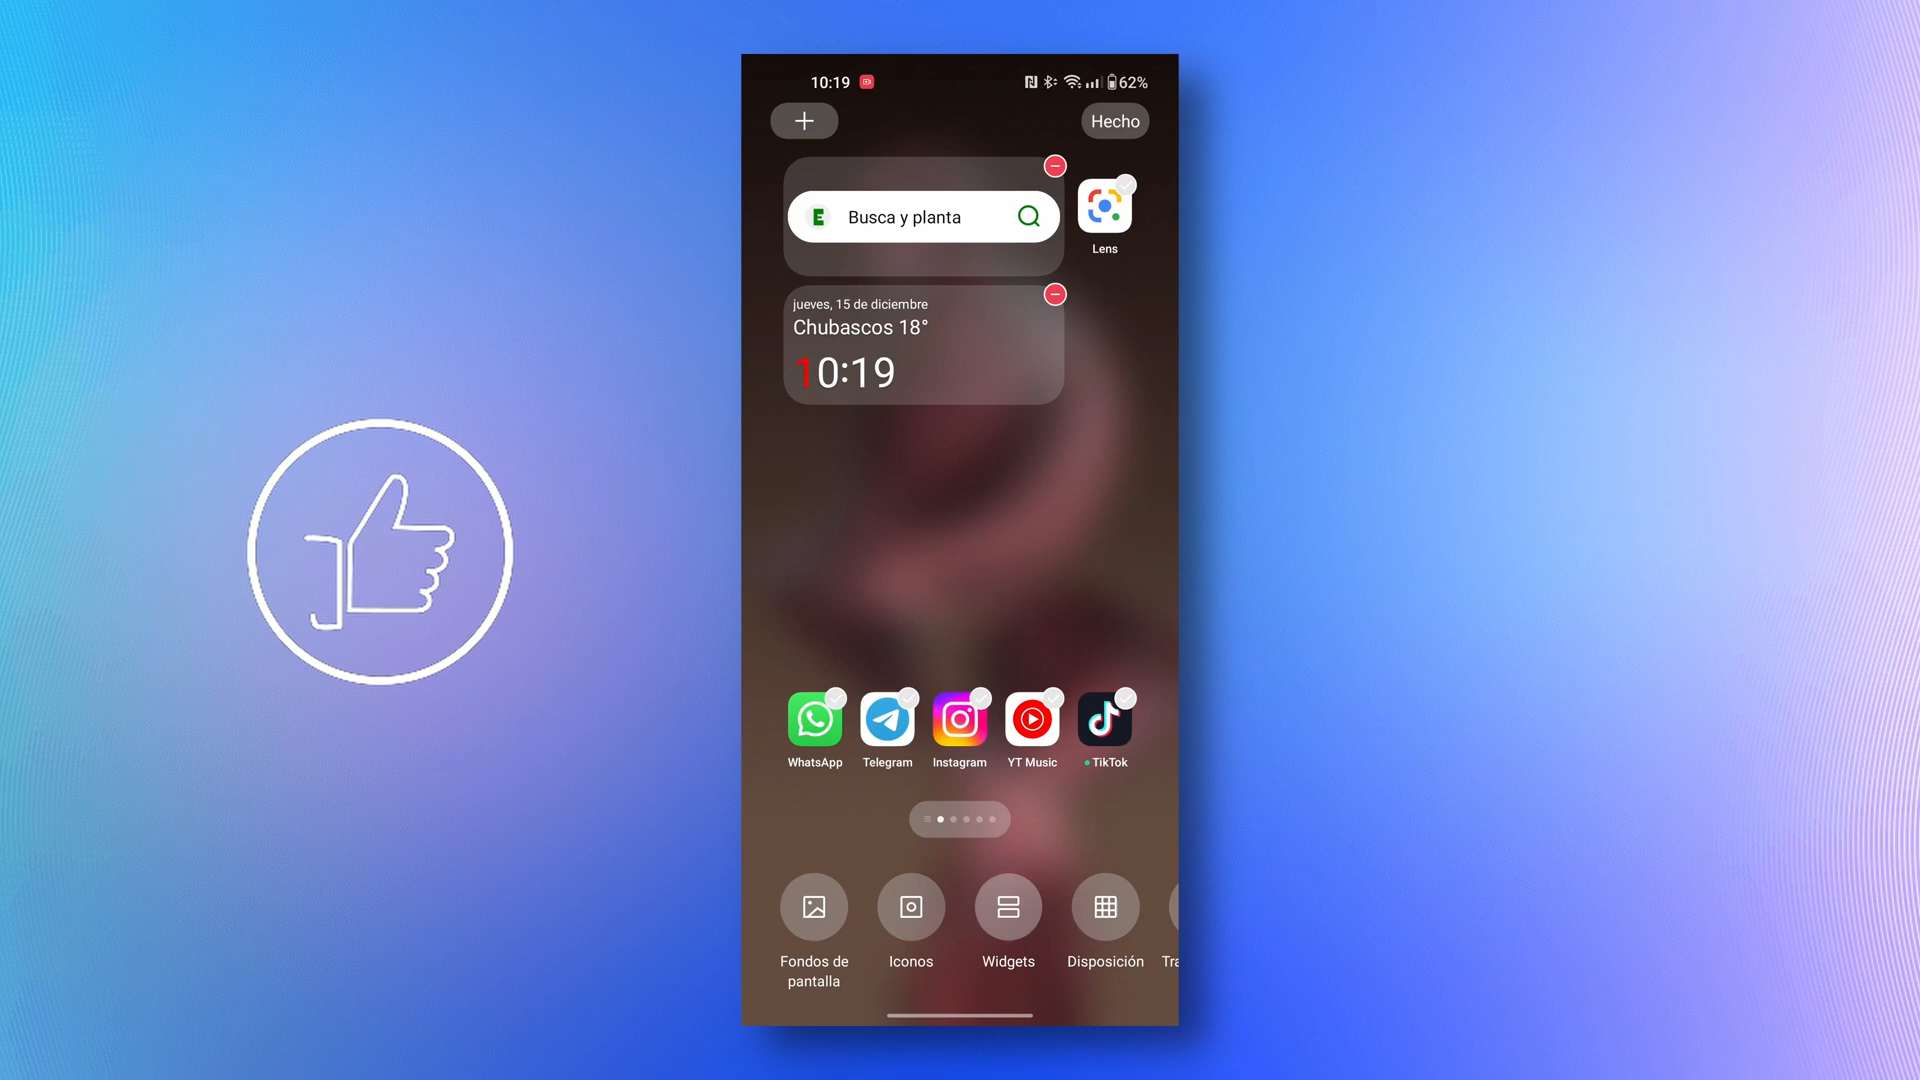 10:19
62%
Hecho
E
Busca y planta
Lens
jueves, 15 de diciembre
Chubascos 18°
10:19
WhatsApp
Telegram
Instagram
YT Music
TikTok
Fondos de
pantalla
Iconos
Widgets
Disposición
Tra